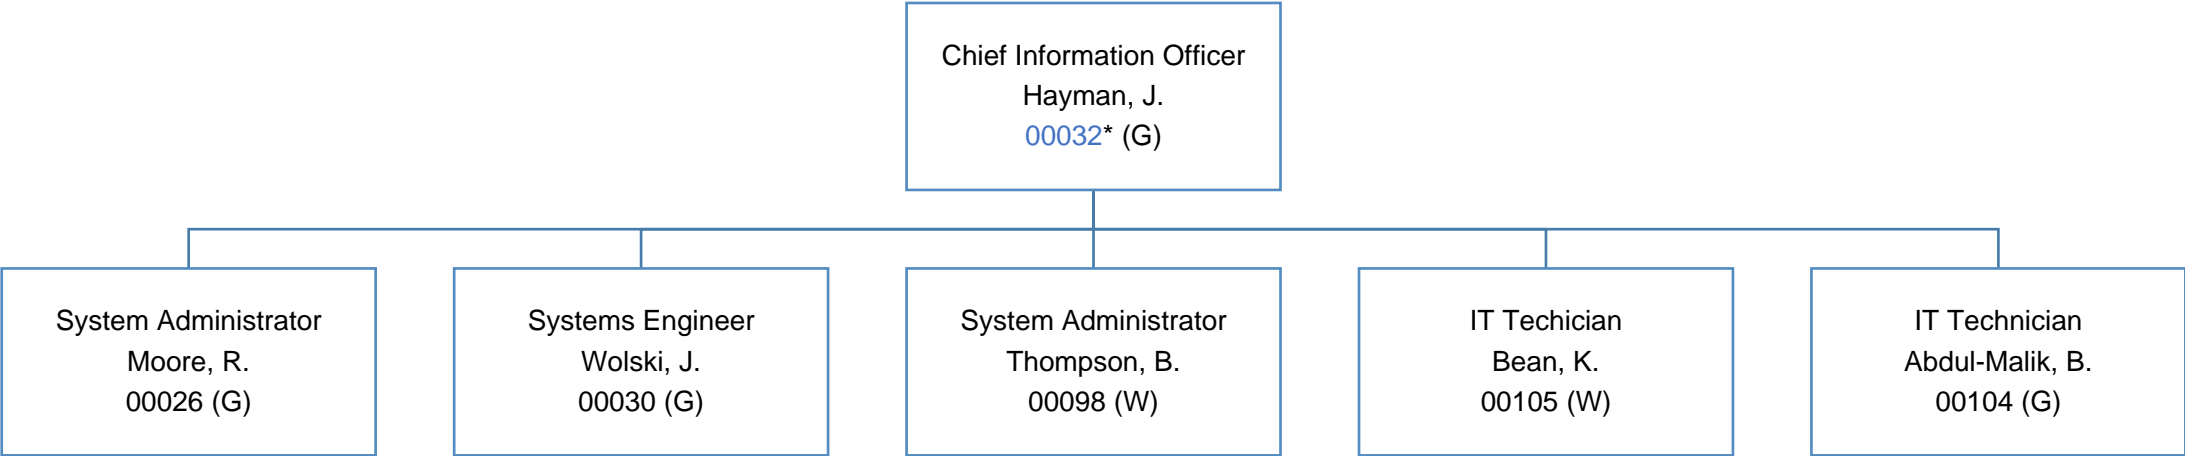 Chief Information Officer
Hayman, J.
00032* (G)
System Administrator
Moore, R.
00026 (G)
Systems Engineer
Wolski, J.
00030 (G)
System Administrator
Thompson, B.
00098 (W)
IT Techician
Bean, K.
00105 (W)
IT Technician
Abdul-Malik, B.
00104 (G)